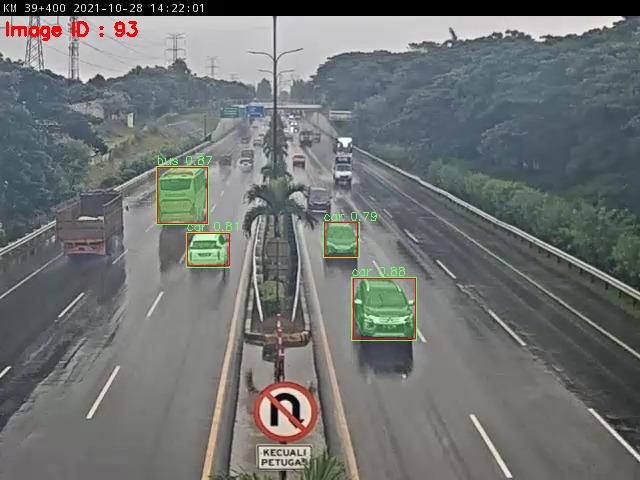 KM 39+400 2021-10-28 14:22:01
Image ID : 93
bus 0.87
car 0.81
car 0.79
car 0.88
KECUALI
PETUGAS